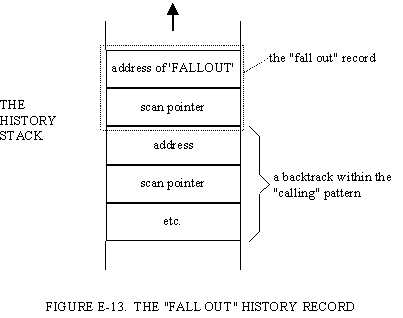 address of 'FALLOUT'
the "fall out" record
THE
HISTORY
STACK
scan pointer
address
scan pointer
a backtrack within the
"calling" pattern
etc.
FIGURE E-13. THE "FALL OUT" HISTORY RECORD